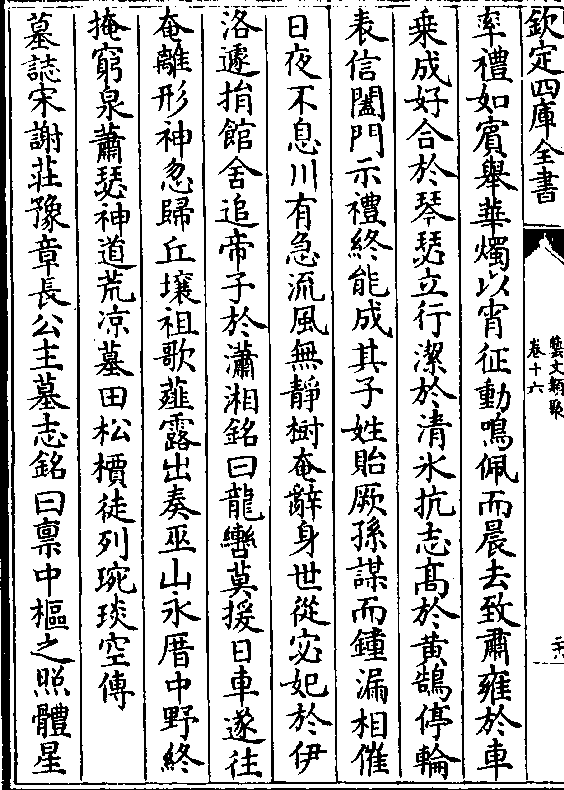 欽定四庫全書
藝文類聚
卷十六
率禮如賓舉華燭以宵征動鳴佩而晨去致肅雍於車
乗成好合於琴瑟立行潔於清氷抗志髙於黄鵠停輪
表信闔門示禮終能成其子姓貽厥孫謀而鍾漏相催
日夜不息川有急流風無靜樹奄辭身世從宓妃於伊
洛遽捐館舍追帝子於瀟湘銘曰龍轡莫援日車遂往
奄離形神忽歸丘壤祖歌薤露出奏巫山永厝中野終
掩窮泉蕭瑟神道荒凉墓田松檟徒列琬琰空傳
墓誌宋謝莊豫章長公主墓志銘曰禀中樞之照體星